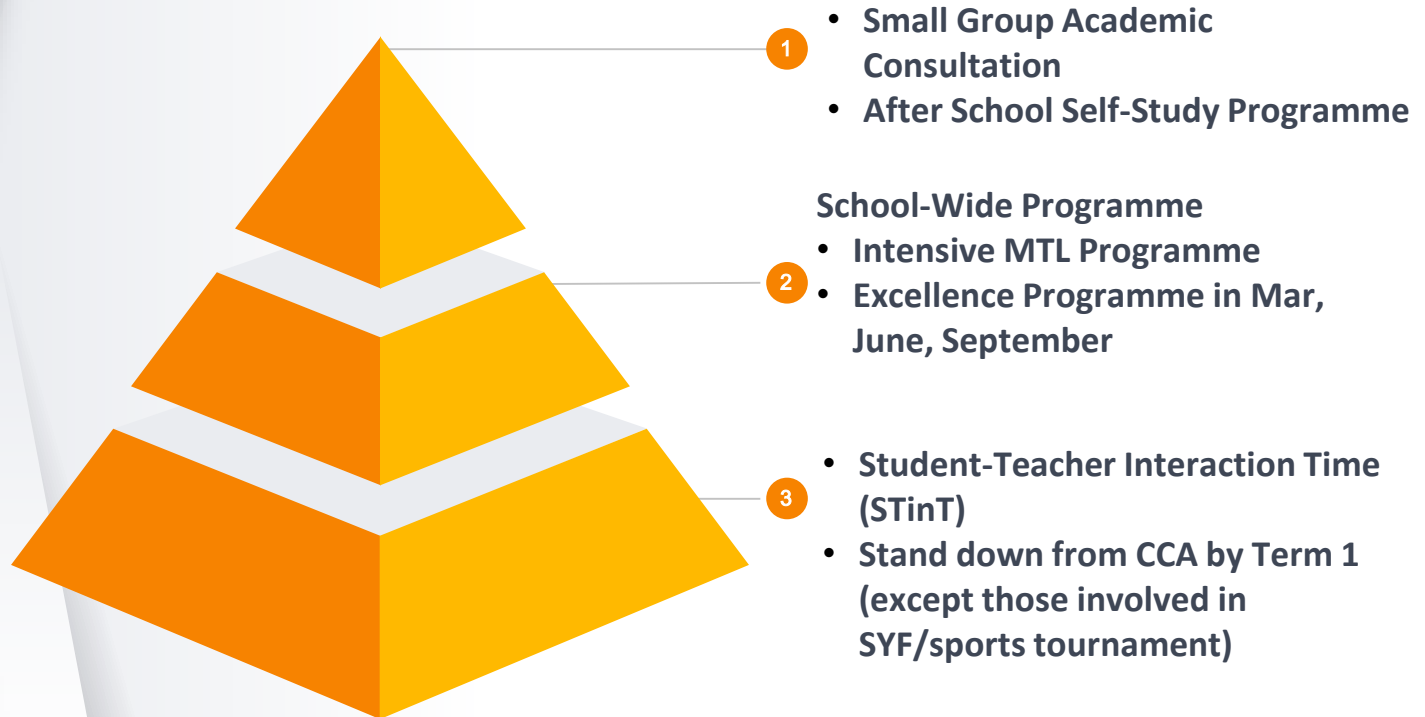 1
• Small Group Academic
Consultation
• After School Self-Study Programme
School-Wide Programme
2
• Intensive MTL Programme
• Excellence Programme in Mar,
June, September
3
• Student-Teacher Interaction Time
(STinT)
• Stand down from CCA by Term 1
(except those involved in
SYF/sports tournament)